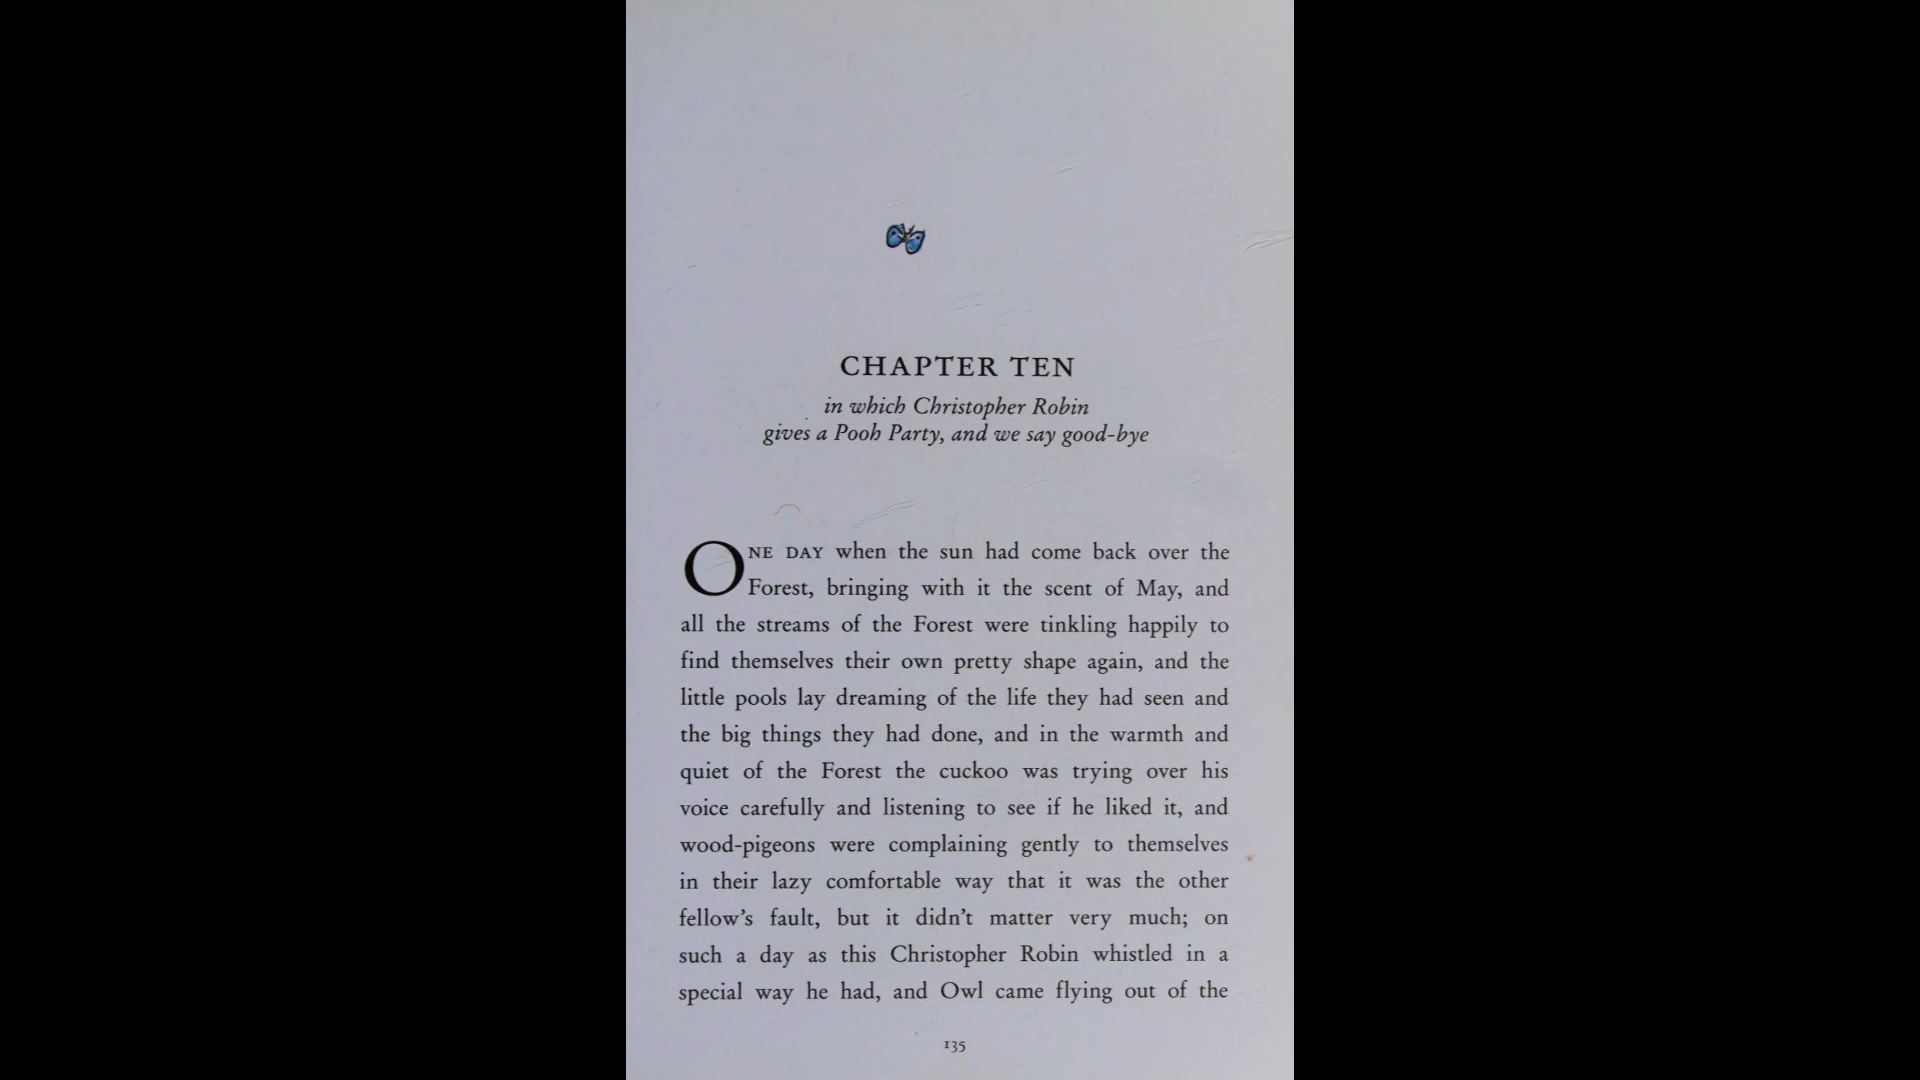 CHAPTER TEN
in which Christopher Robin
gives a Pooh Party, and we say good-bye
ONE DAY when the sun had come back over the
Forest, bringing with it the scent of May, and
all the streams of the Forest were tinkling happily to
find themselves their own pretty shape again, and the
little pools lay dreaming of the life they had seen and
the big things they had done, and in the warmth and
quiet of the Forest the cuckoo was trying over his
voice carefully and listening to see if he liked it, and
wood-pigeons were complaining gently to themselves
in their lazy comfortable way that it was the other
fellow’s fault, but it didn’t matter very much; on
such a day as this Christopher Robin whistled in a
special way he had, and Owl came flying out of the
135